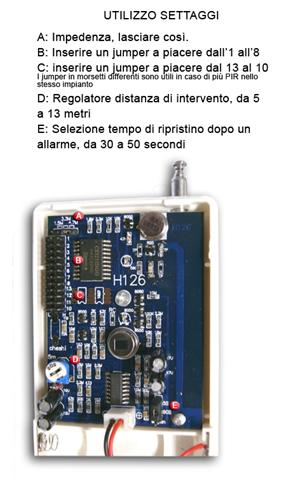 UTILIZZO SETTAGGI
A: Impedenza, lasciare così.
B: Inserire un jumper a piacere dall'1 all'8
C: inserire un jumper a piacere dal 13 al 10
I jumper in morsetti differenti sono utili in caso di più PIR nello
stesso impianto
D: Regolatore distanza di intervento, da 5
a 13 metri
E: Selezione tempo di ripristino dopo un
allarme, da 30 a 50 secondi
A
B
H126
C
D
E